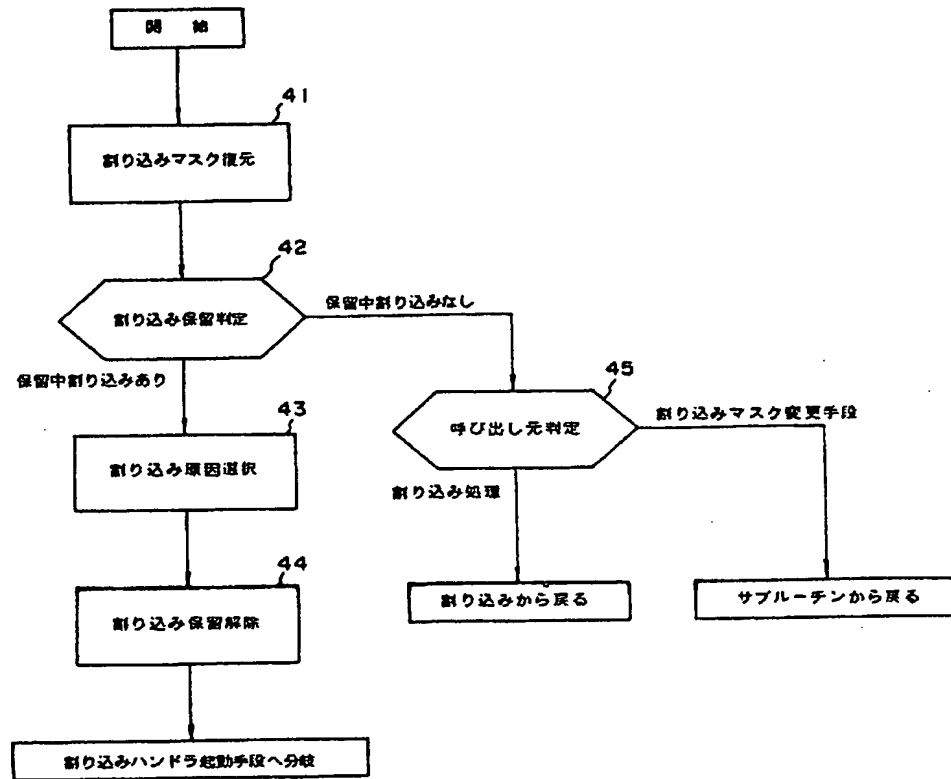 開 始
41
割り込みマスク復元
42
割り込み保留判定
保留中割り込みなし
保留中割り込みあり
45
呼び出し元判定
割り込みマスク変更手段
43
割り込み原因選択
割り込み処理
44
割り込み保留解除
割り込みから戻る
サブルーチンから戻る
割り込みハンドラ起動手段へ分岐